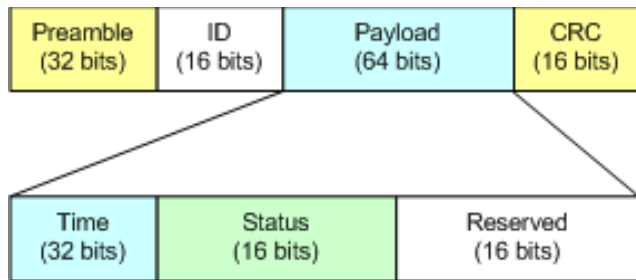 Preamble ID Payload CRC
(32 bits) (16 bits) (64 bits) (16 bits)
Time Status Reserved
(32 bits) (16 bits) (16 bits)